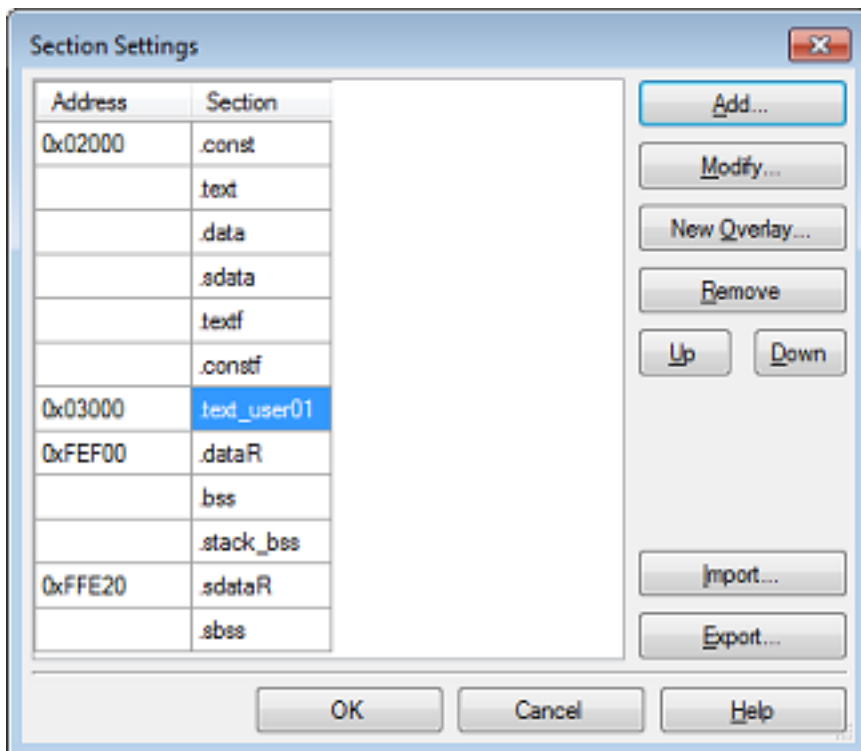 Section Settings
Address Section
0x02000 .const
.text
.data
.sdata
.textf
.constf
0x03000 .text_user01
0xFEF00 .dataR
.bss
.stack_bss
0xFFE20 .sdataR
.sbss
Add...
Modify...
New Overlay...
Remove
Up Down
Import...
Export...
OK Cancel Help